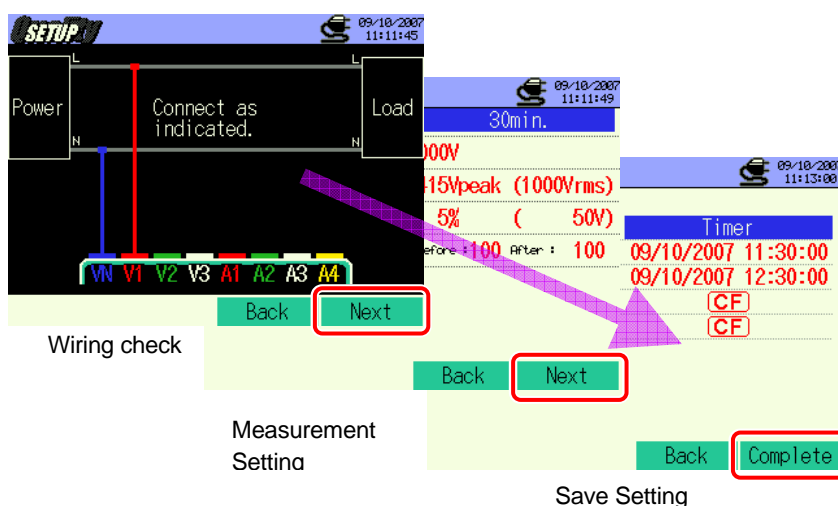 SETUP
09/10/2007
11:11:45
L
L
Power
Connect as
indicated.
Load
N
N
VN V1 V2 V3 A1 A2 A3 A4
Back
Next
Wiring check
09/10/2007
11:11:49
30min.
000V
415Vpeak (1000Vrms)
5% ( 50V)
efore : 100 After : 100
Back
Next
Measurement
Setting
09/10/2007
11:13:00
Timer
09/10/2007 11:30:00
09/10/2007 12:30:00
CF
CF
Back
Complete
Save Setting